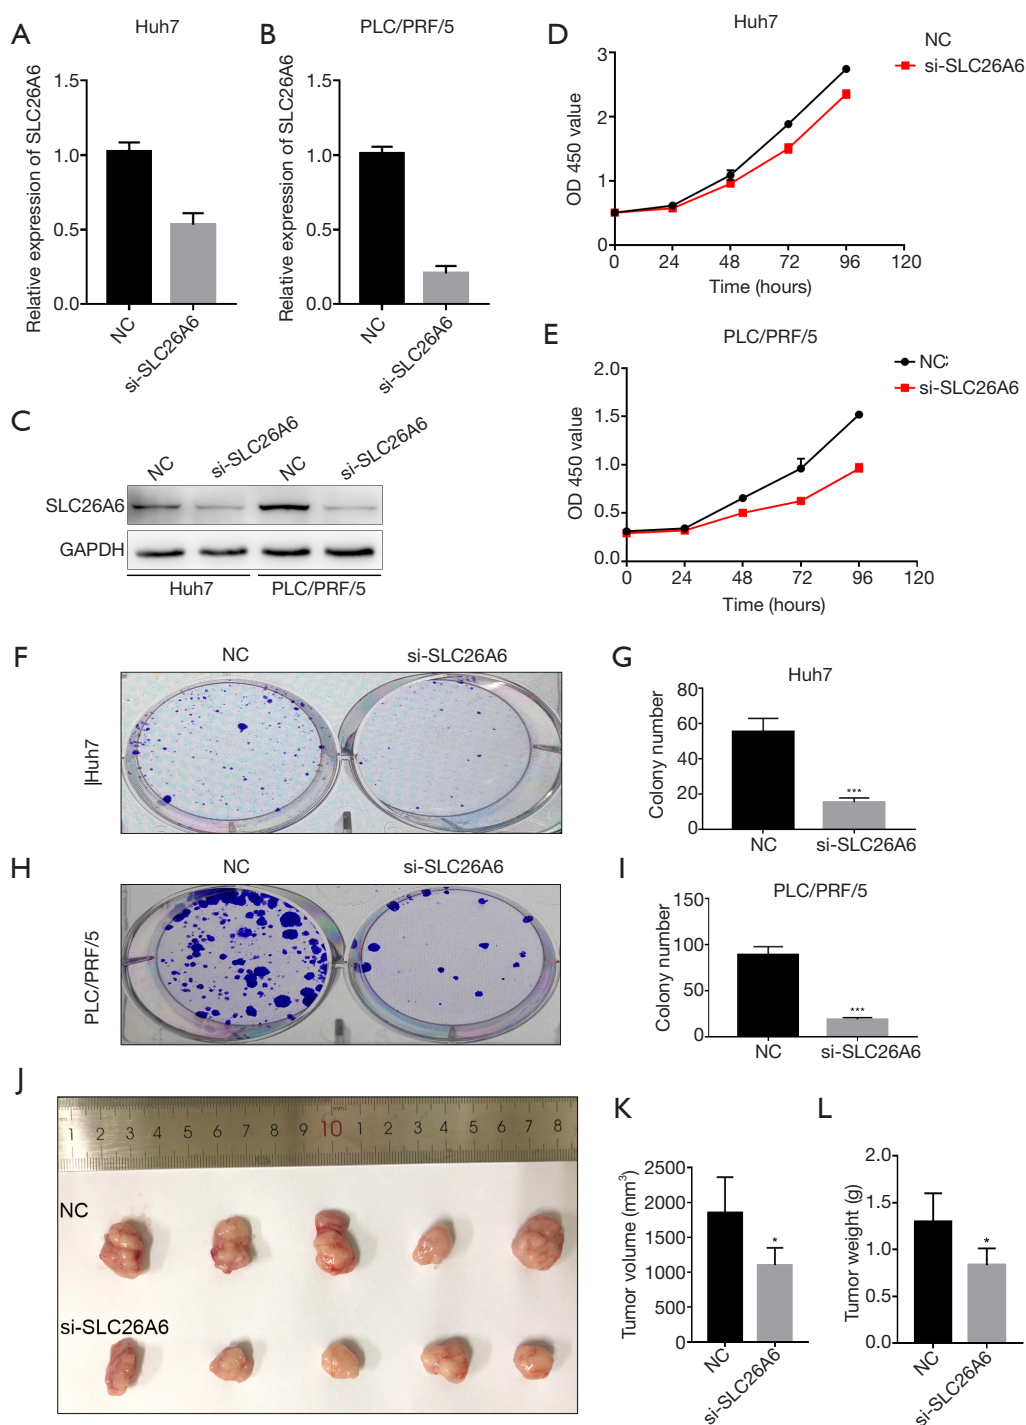 A
Huh7
Relative expression of SLC26A6
1.5
1.0
0.5
0.0
NC
si-SLC26A6
B
PLC/PRF/5
Relative expression of SLC26A6
1.5
1.0
0.5
0.0
NC
si-SLC26A6
C
NC
si-SLC26A6
NC
si-SLC26A6
SLC26A6
GAPDH
Huh7
PLC/PRF/5
D
Huh7
NC
si-SLC26A6
OD 450 value
3
2
1
0
0 24 48 72 96 120
Time (hours)
E
PLC/PRF/5
NC
si-SLC26A6
OD 450 value
2.0
1.5
1.0
0.5
0.0
0 24 48 72 96 120
Time (hours)
F
NC
si-SLC26A6
|Huh7
G
Huh7
Colony number
80
60
40
20
0
***
NC
si-SLC26A6
H
NC
si-SLC26A6
PLC/PRF/5
I
PLC/PRF/5
Colony number
150
100
50
0
***
NC
si-SLC26A6
J
1 2 3 4 5 6 7 8 9 10 1 2 3 4 5 6 7 8
NC
si-SLC26A6
K
Tumor volume (mm³)
2500
2000
1500
1000
500
0
*
NC
si-SLC26A6
L
Tumor weight (g)
2.0
1.5
1.0
0.5
0.0
*
NC
si-SLC26A6